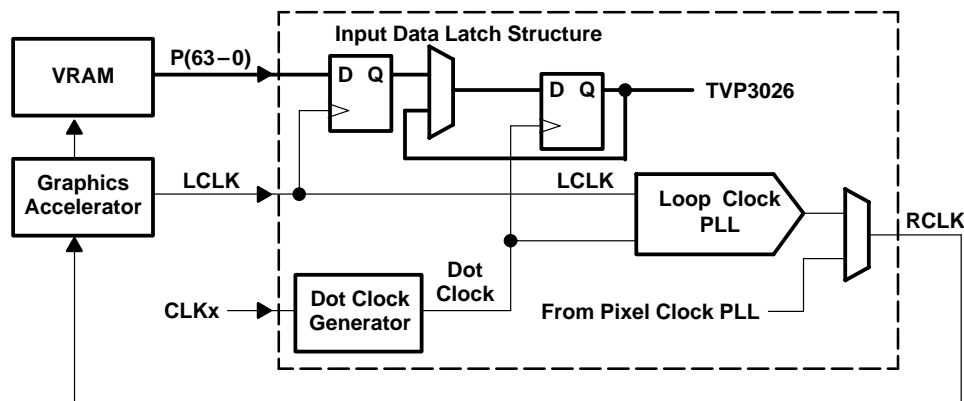 Input Data Latch Structure
VRAM
P(63−0)
D Q
D Q
TVP3026
Graphics
Accelerator
LCLK
LCLK
Loop Clock
PLL
RCLK
Dot
Clock
CLKx
Dot Clock
Generator
From Pixel Clock PLL